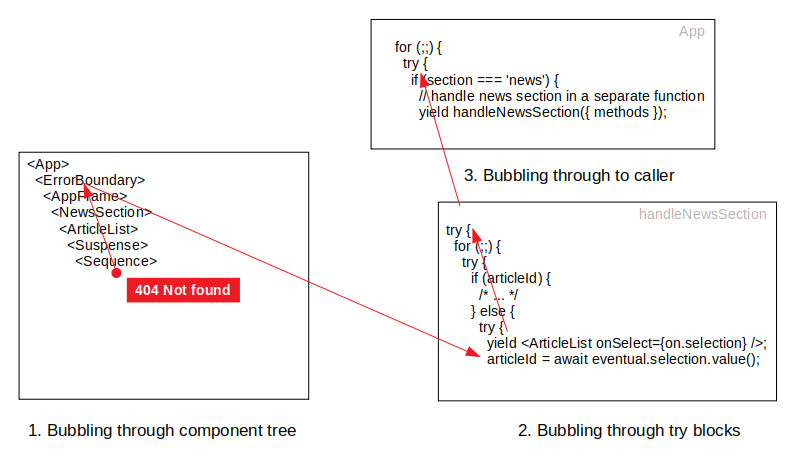 App
for (;;) {
try {
if (section === 'news') {
// handle news section in a separate function
yield handleNewsSection({ methods });
3. Bubbling through to caller
<App>
<ErrorBoundary>
<AppFrame>
<NewsSection>
<ArticleList>
<Suspense>
<Sequence>
404 Not found
1. Bubbling through component tree
handleNewsSection
try {
for (;;) {
try {
if (articleId) {
/* ... */
} else {
try {
yield <ArticleList onSelect={on.selection} />;
articleId = await eventual.selection.value();
2. Bubbling through try blocks